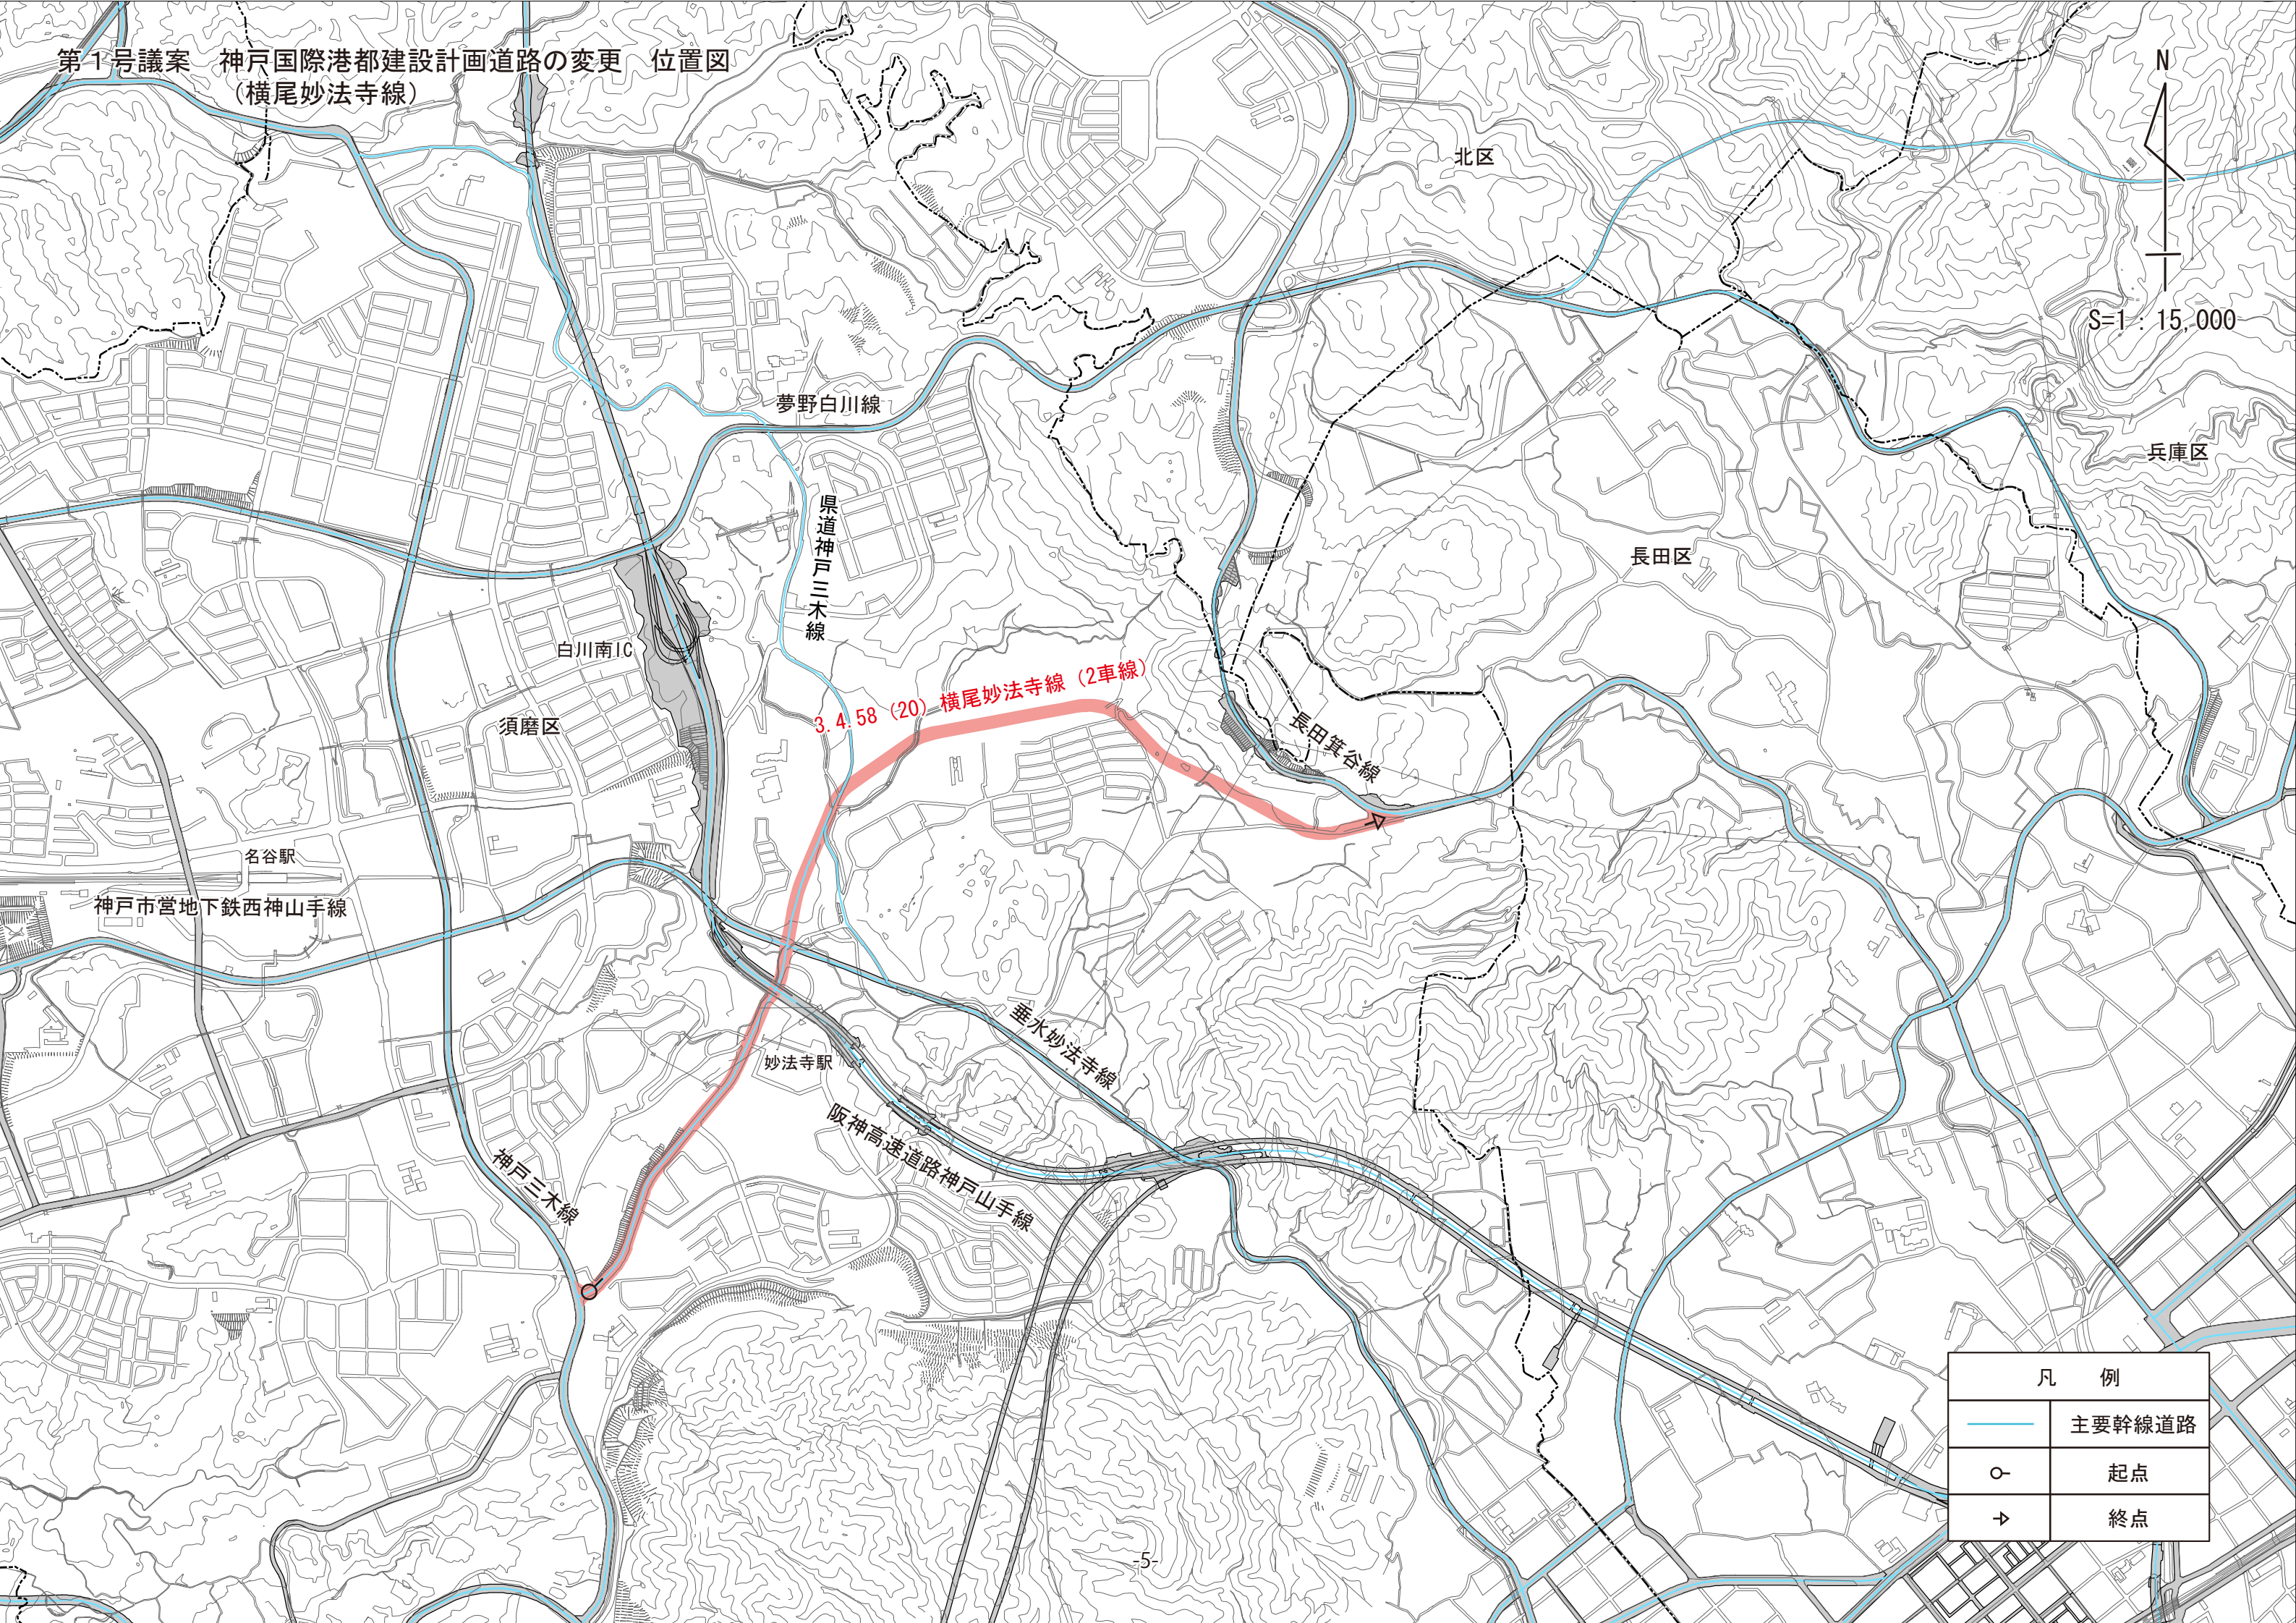 第１号議案　神戸国際港都建設計画道路の変更　位置図
（横尾妙法寺線）
N
S=1：15,000
北区
夢野白川線
兵庫区
県道神戸三木線
長田区
白川南IC
3.4.58（20）横尾妙法寺線（2車線）
須磨区
長田箕谷線
名谷駅
神戸市営地下鉄西神山手線
垂水妙法寺線
妙法寺駅
阪神高速道路神戸山手線
神戸三木線
凡　例
主要幹線道路
起点
終点
-5-